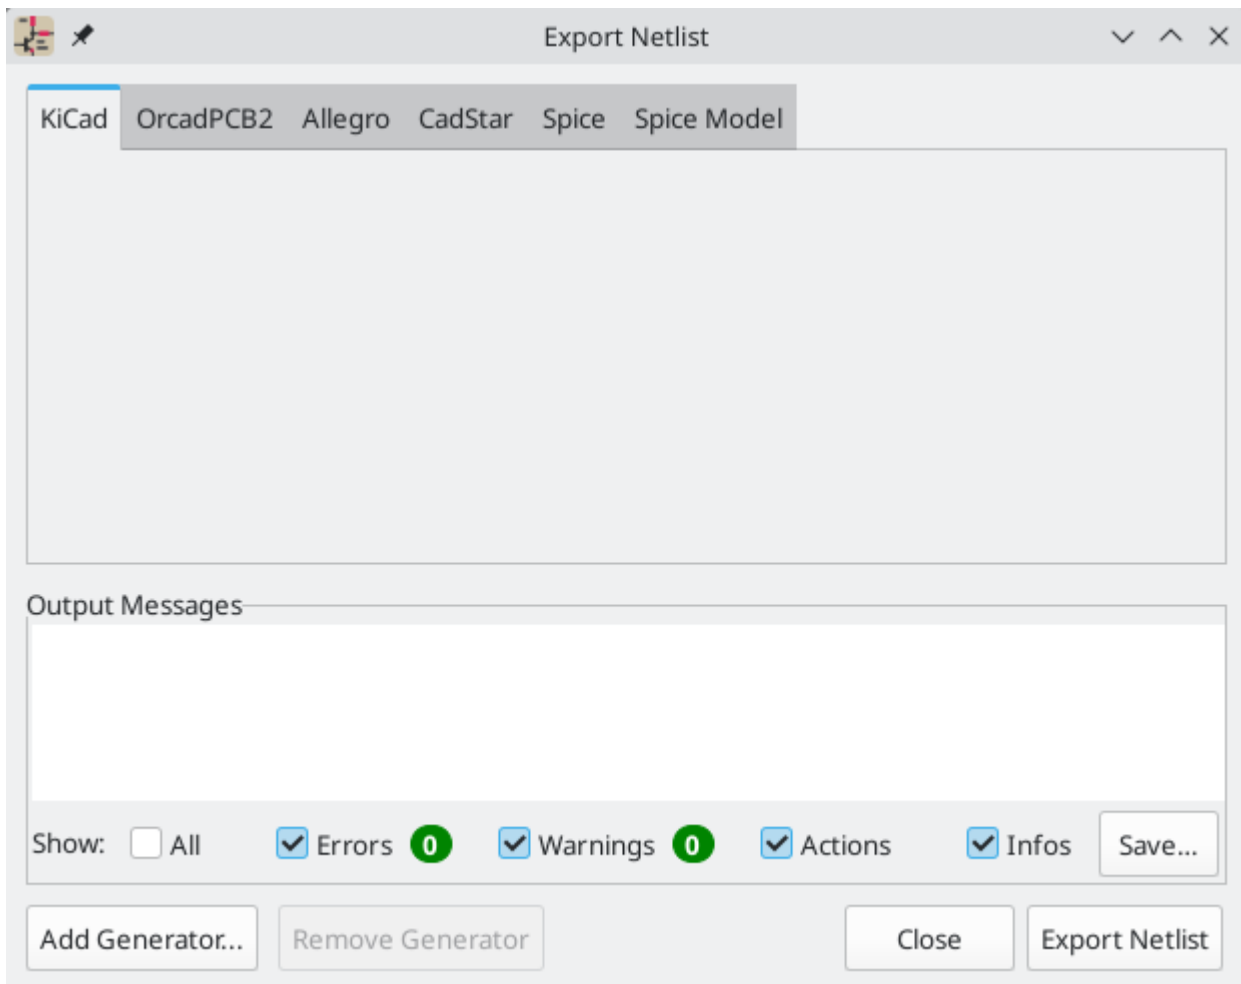 Export Netlist
KiCad OrcadPCB2 Allegro CadStar Spice Spice Model
Output Messages
Show: All Errors 0 Warnings 0 Actions Infos Save...
Add Generator... Remove Generator Close Export Netlist